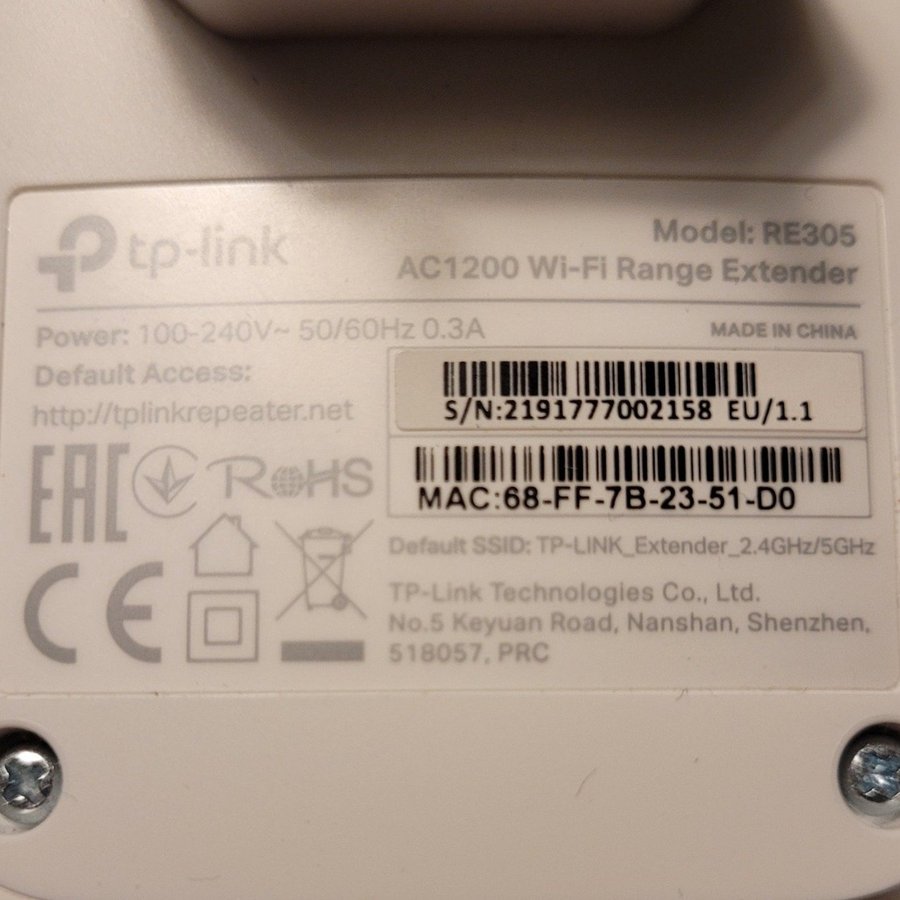 tp-link
Model: RE305
AC1200 Wi-Fi Range Extender
Power: 100-240V~ 50/60Hz 0.3A
MADE IN CHINA
Default Access:
http://tplinkrepeater.net
S/N:2191777002158 EU/1.1
MAC:68-FF-7B-23-51-D0
EAC
RoHS
CE
Default SSID: TP-LINK_Extender_2.4GHz/5GHz
TP-Link Technologies Co., Ltd.
No.5 Keyuan Road, Nanshan, Shenzhen,
518057, PRC